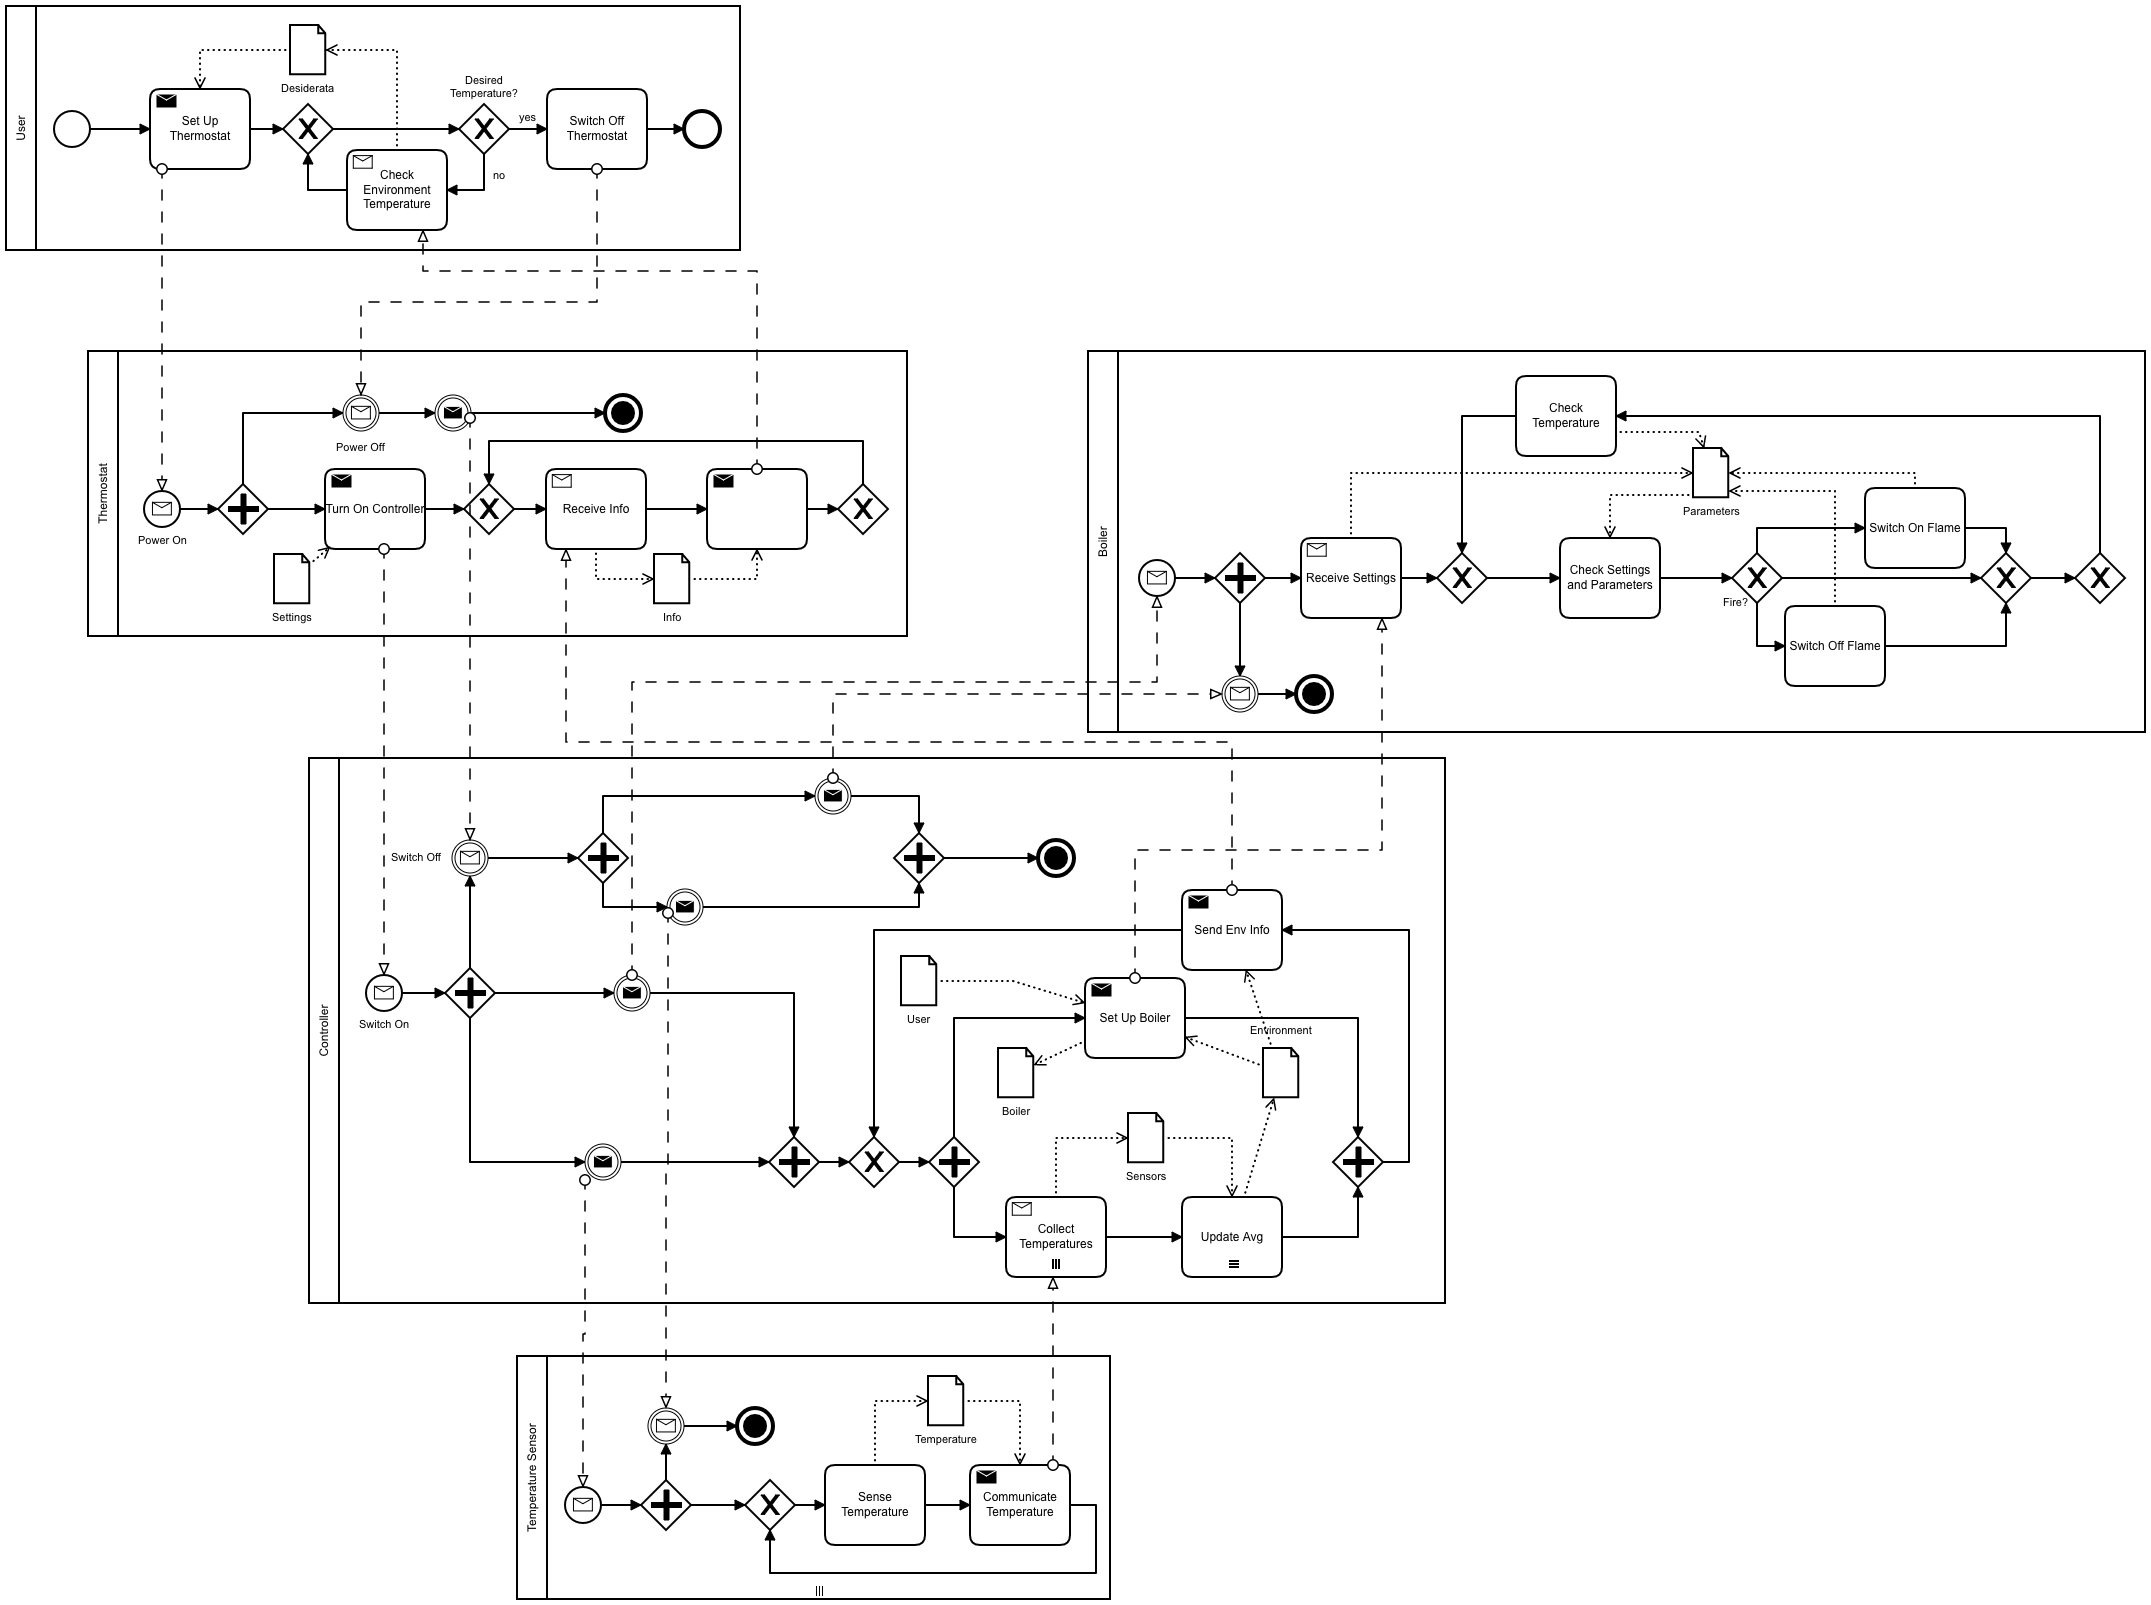 User
Desiderata
Set Up
Thermostat
Desired
Temperature?
yes
no
Check
Environment
Temperature
Switch Off
Thermostat
Thermostat
Power On
Power Off
Turn On Controller
Settings
Receive Info
Info
Boiler
Check
Temperature
Parameters
Receive Settings
Check Settings
and Parameters
Fire?
Switch On Flame
Switch Off Flame
Controller
Switch Off
Switch On
Send Env Info
User
Set Up Boiler
Environment
Boiler
Sensors
Collect
Temperatures
Update Avg
Temperature Sensor
Temperature
Sense
Temperature
Communicate
Temperature